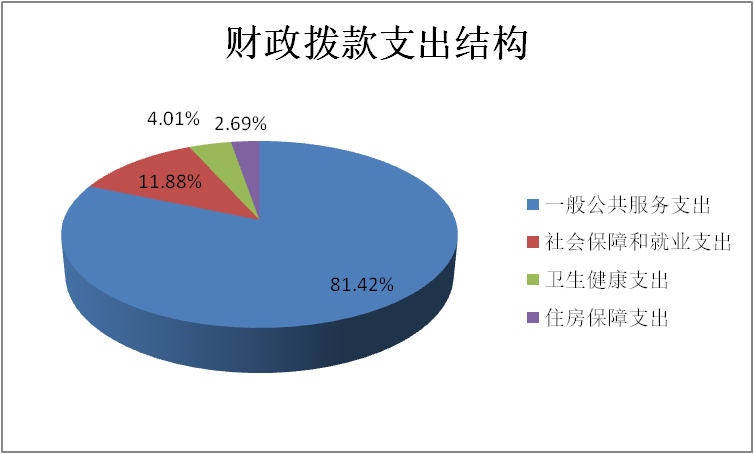 财政拨款支出结构
4.01%
2.69%
11.88%
81.42%
一般公共服务支出
社会保障和就业支出
卫生健康支出
住房保障支出